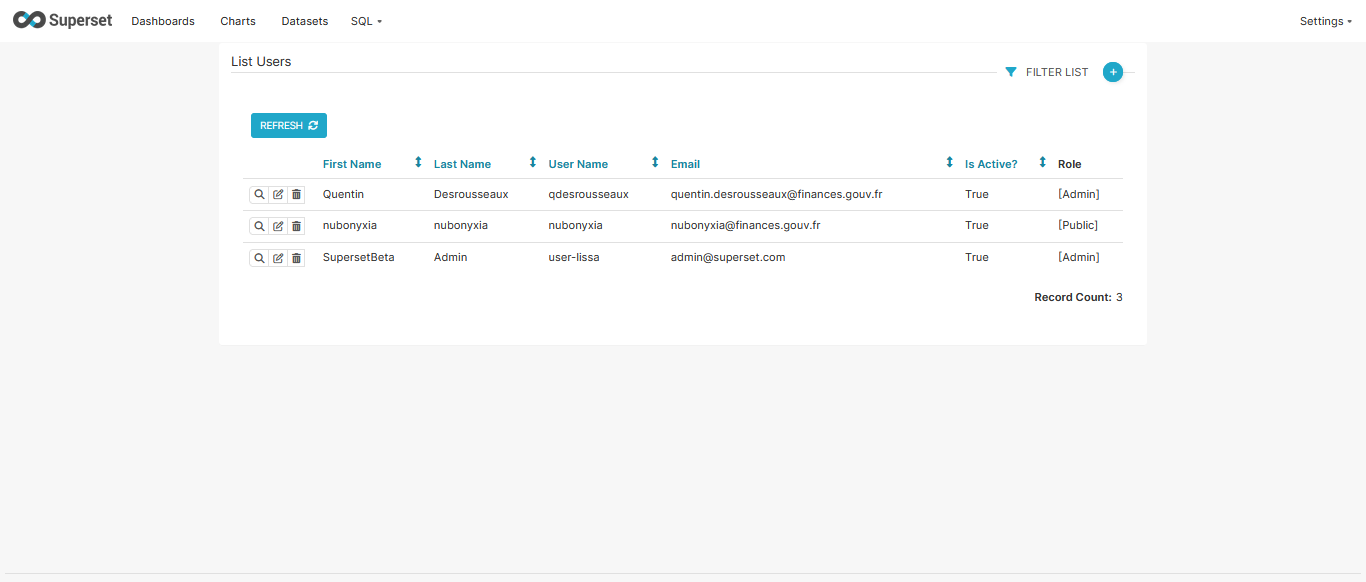 Superset Dashboards Charts Datasets SQL Settings
List Users
FILTER LIST
REFRESH
First Name Last Name User Name Email Is Active? Role
Quentin Desrousseaux qdesrousseaux quentin.desrousseaux@finances.gouv.fr True [Admin]
nubonyxia nubonyxia nubonyxia nubonyxia@finances.gouv.fr True [Public]
SupersetBeta Admin user-lissa admin@superset.com True [Admin]
Record Count: 3